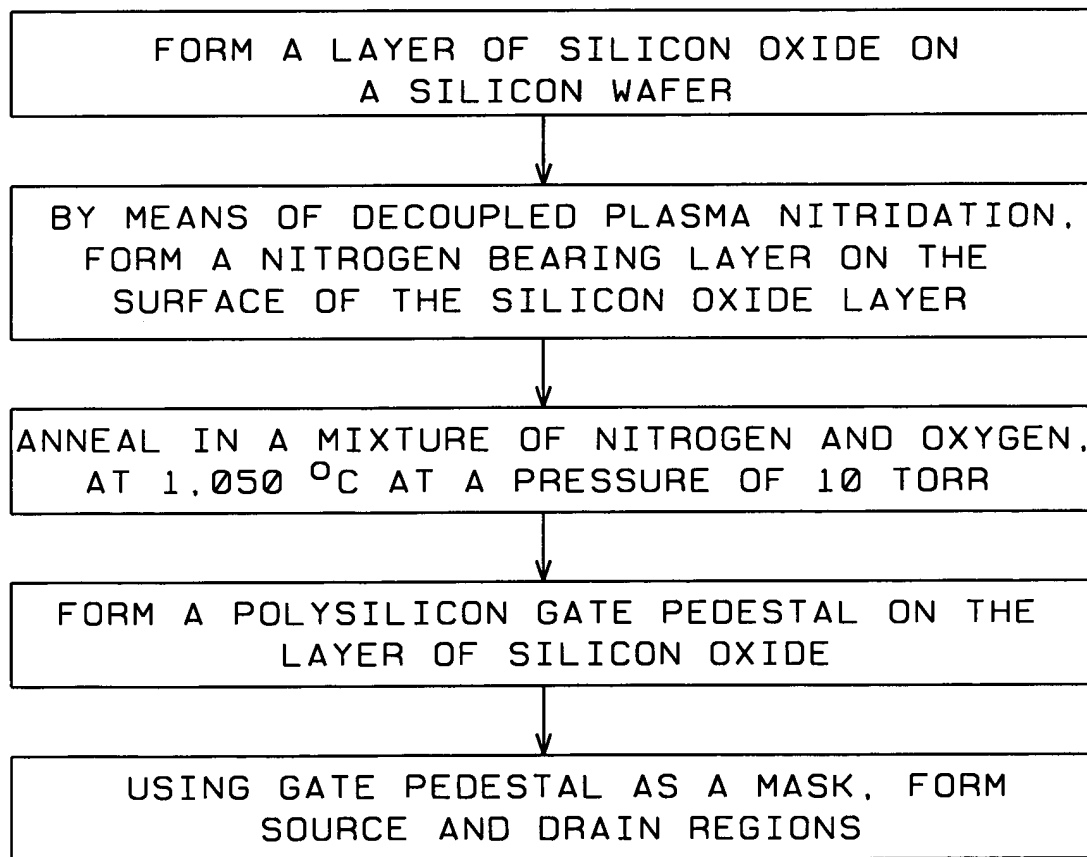 FORM A LAYER OF SILICON OXIDE ON
A SILICON WAFER
BY MEANS OF DECOUPLED PLASMA NITRIDATION,
FORM A NITROGEN BEARING LAYER ON THE
SURFACE OF THE SILICON OXIDE LAYER
ANNEAL IN A MIXTURE OF NITROGEN AND OXYGEN,
AT 1,050 °C AT A PRESSURE OF 10 TORR
FORM A POLYSILICON GATE PEDESTAL ON THE
LAYER OF SILICON OXIDE
USING GATE PEDESTAL AS A MASK, FORM
SOURCE AND DRAIN REGIONS